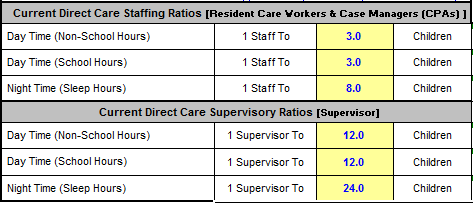 Current Direct Care Staffing Ratios [Resident Care Workers & Case Managers (CPAs) ]
Day Time (Non-School Hours) 1 Staff To 3.0 Children
Day Time (School Hours) 1 Staff To 3.0 Children
Night Time (Sleep Hours) 1 Staff To 8.0 Children
Current Direct Care Supervisory Ratios [Supervisor]
Day Time (Non-School Hours) 1 Supervisor To 12.0 Children
Day Time (School Hours) 1 Supervisor To 12.0 Children
Night Time (Sleep Hours) 1 Supervisor To 24.0 Children